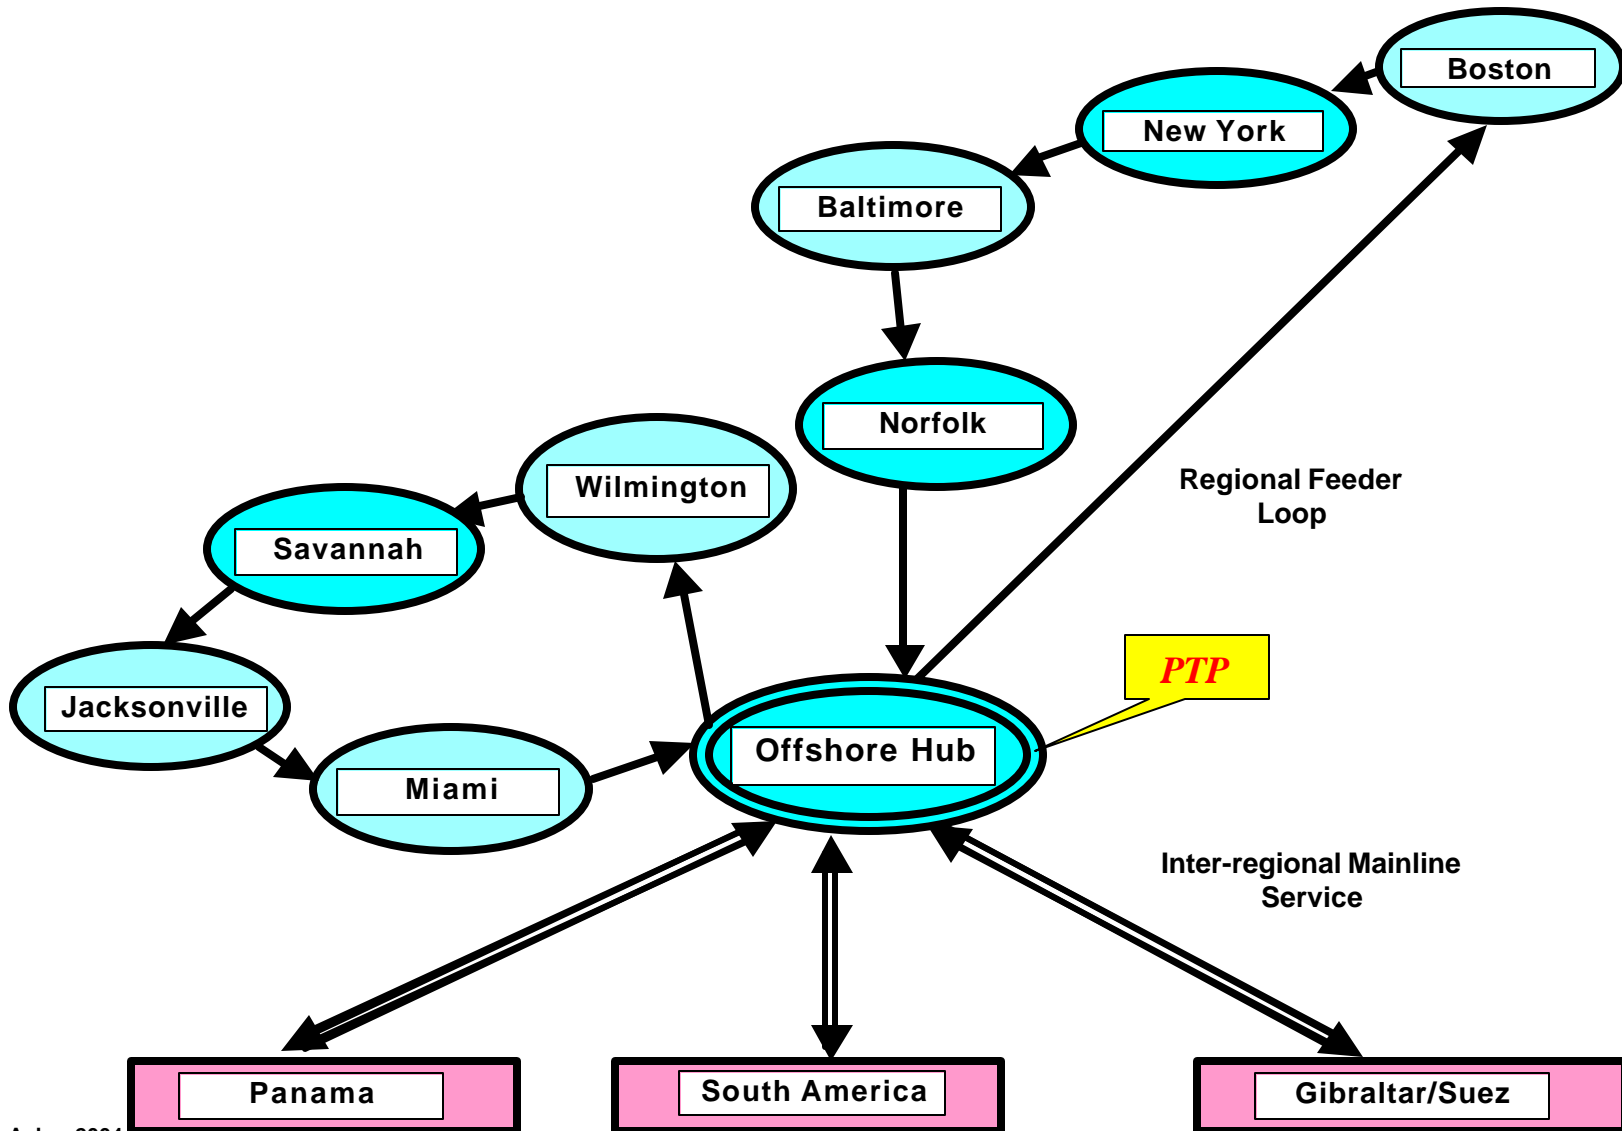 Boston
New York
Baltimore
Norfolk
Wilmington
Regional Feeder
Loop
Savannah
PTP
Jacksonville
Offshore Hub
Miami
Inter-regional Mainline
Service
Panama
South America
Gibraltar/Suez